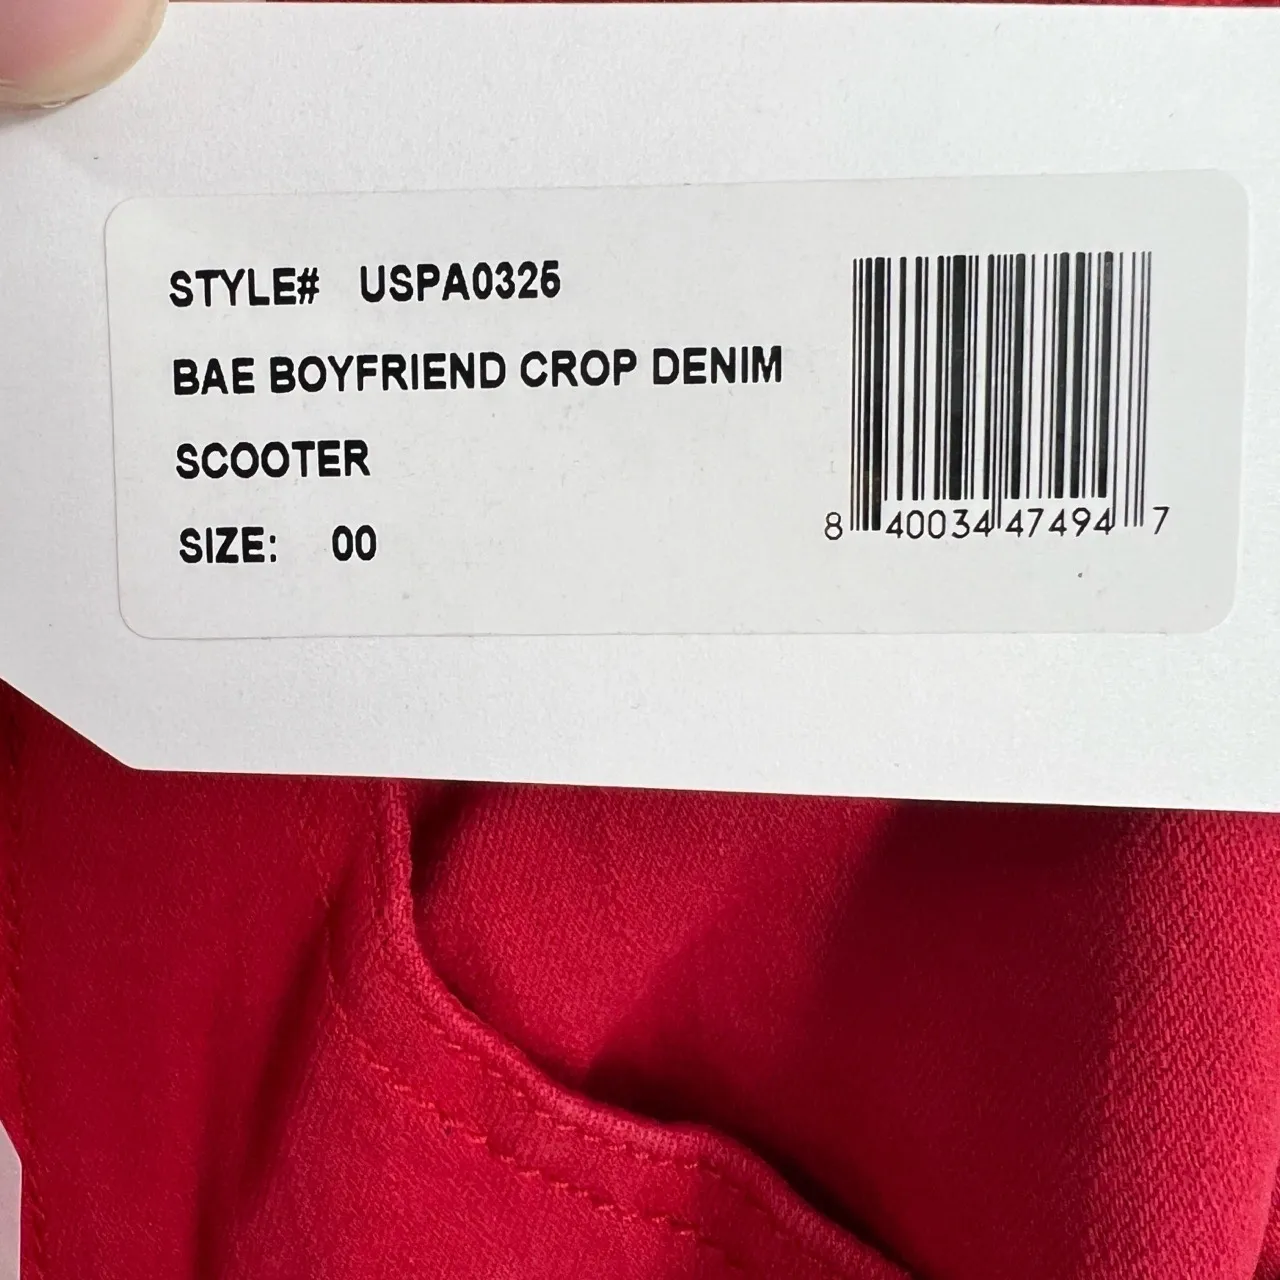 STYLE# USPA0326
BAE BOYFRIEND CROP DENIM
SCOOTER
SIZE: 00
8 40034 47494 7